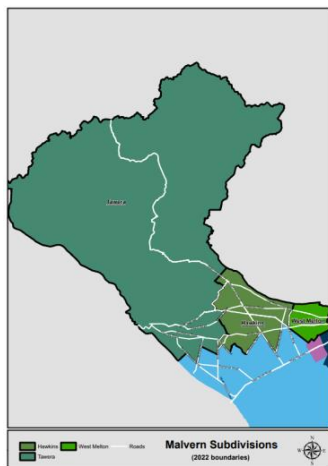 Tawera
Hawkins
West Melton
Hawkins
West Melton
Roads
Tawera
Malvern Subdivisions
(2022 boundaries)